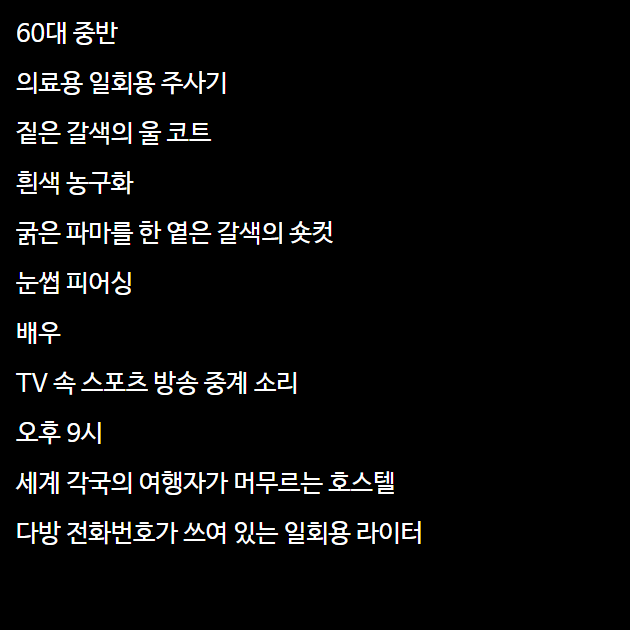 60대 중반
의료용 일회용 주사기
짙은 갈색의 울 코트
흰색 농구화
굵은 파마를 한 옅은 갈색의 숏컷
눈썹 피어싱
배우
TV 속 스포츠 방송 중계 소리
오후 9시
세계 각국의 여행자가 머무르는 호스텔
다방 전화번호가 쓰여 있는 일회용 라이터